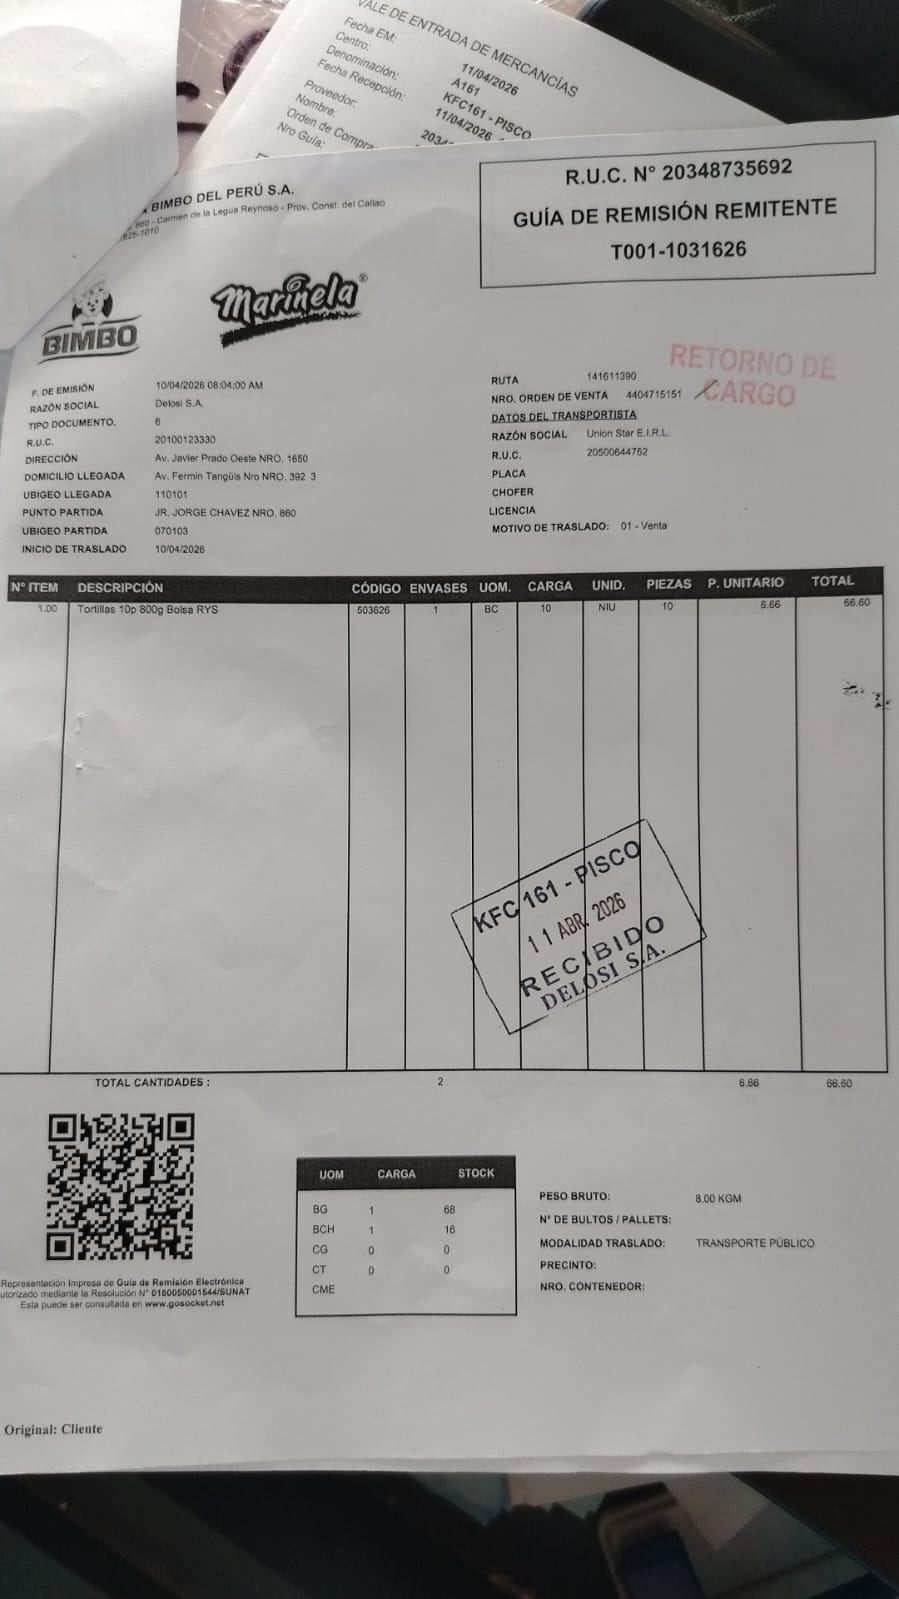 VALE DE ENTRADA DE MERCANCÍAS
Fecha EM: 11/04/2026
Centro: A161
Denominación: KFC161 - PISCO
Fecha Recepción: 11/04/2026
Proveedor:
Nombre:
Orden de Compra
Nro Guía:
BIMBO DEL PERÚ S.A.
860 - Carmen de la Legua Reynoso - Prov. Const. del Callao
625-1010
R.U.C. N° 20348735692
GUÍA DE REMISIÓN REMITENTE
T001-1031626
BIMBO
Marinela®
RETORNO DE
CARGO
F. DE EMISIÓN 10/04/2026 08:04:00 AM
RAZÓN SOCIAL Delosi S.A.
TIPO DOCUMENTO. 6
R.U.C. 20100123330
DIRECCIÓN Av. Javier Prado Oeste NRO. 1650
DOMICILIO LLEGADA Av. Fermin Tangüis Nro NRO. 392 3
UBIGEO LLEGADA 110101
PUNTO PARTIDA JR. JORGE CHAVEZ NRO. 860
UBIGEO PARTIDA 070103
INICIO DE TRASLADO 10/04/2026
RUTA 141611390
NRO. ORDEN DE VENTA 4404715151
DATOS DEL TRANSPORTISTA
RAZÓN SOCIAL Union Star E.I.R.L.
R.U.C. 20500644762
PLACA
CHOFER
LICENCIA
MOTIVO DE TRASLADO: 01 - Venta
N° ITEM DESCRIPCIÓN CÓDIGO ENVASES UOM. CARGA UNID. PIEZAS P. UNITARIO TOTAL
1.00 Tortillas 10p 800g Bolsa RYS 503626 1 BC 10 NIU 10 6.66 66.60
KFC 161 - PISCO
11 ABR. 2026
RECIBIDO
DELOSI S.A.
TOTAL CANTIDADES : 2 6.66 66.60
UOM CARGA STOCK
BG 1 68
BCH 1 16
CG 0 0
CT 0 0
CME
PESO BRUTO: 8.00 KGM
N° DE BULTOS / PALLETS:
MODALIDAD TRASLADO: TRANSPORTE PÚBLICO
PRECINTO:
NRO. CONTENEDOR:
Representación Impresa de Guía de Remisión Electrónica
utorizado mediante la Resolución N° 0180050001544/SUNAT
Esta puede ser consultada en www.gosocket.net
Original: Cliente